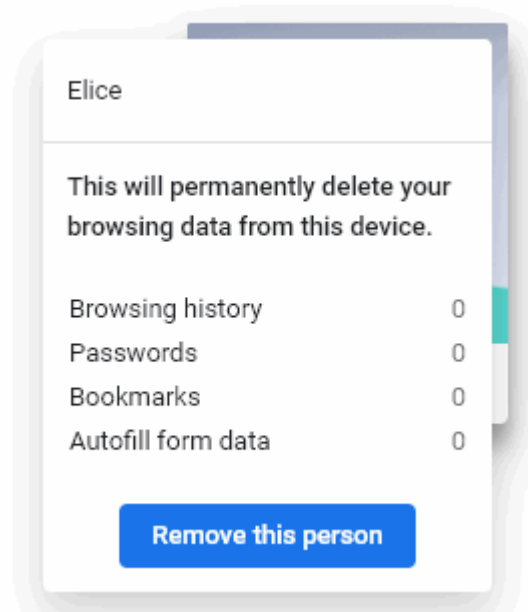 Elice
This will permanently delete your
browsing data from this device.
Browsing history 0
Passwords 0
Bookmarks 0
Autofill form data 0
Remove this person